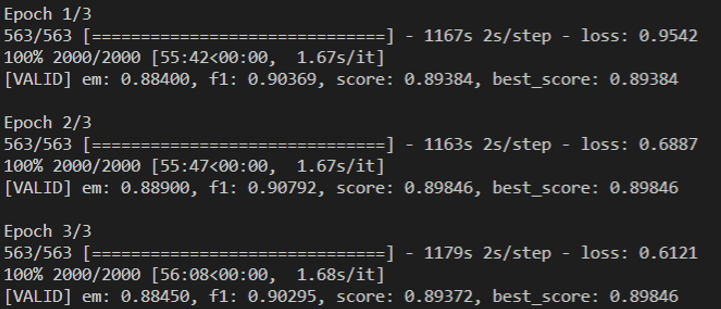 Epoch 1/3
563/563 [==============================] - 1167s 2s/step - loss: 0.9542
100% 2000/2000 [55:42<00:00,  1.67s/it]
[VALID] em: 0.88400, f1: 0.90369, score: 0.89384, best_score: 0.89384
Epoch 2/3
563/563 [==============================] - 1163s 2s/step - loss: 0.6887
100% 2000/2000 [55:47<00:00,  1.67s/it]
[VALID] em: 0.88900, f1: 0.90792, score: 0.89846, best_score: 0.89846
Epoch 3/3
563/563 [==============================] - 1179s 2s/step - loss: 0.6121
100% 2000/2000 [56:08<00:00,  1.68s/it]
[VALID] em: 0.88450, f1: 0.90295, score: 0.89372, best_score: 0.89846